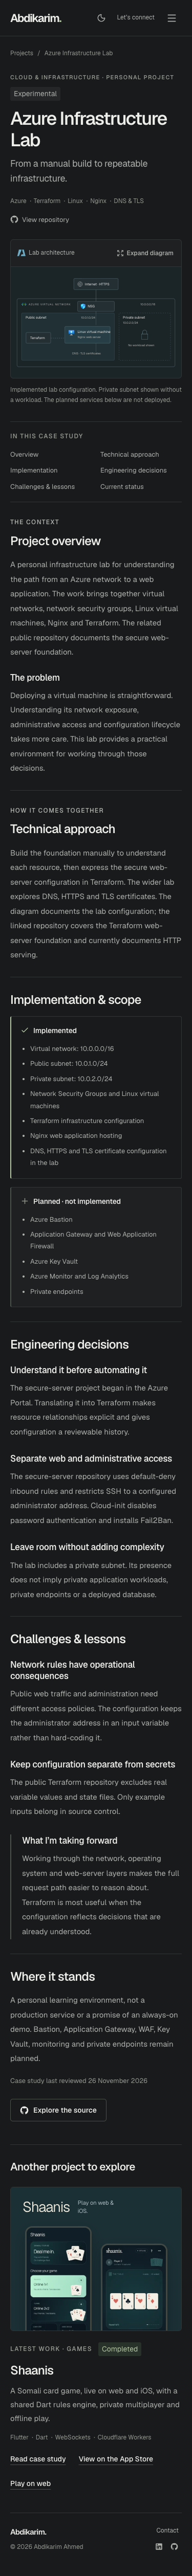 Abdikarim.
Let's connect
Projects / Azure Infrastructure Lab
CLOUD & INFRASTRUCTURE · PERSONAL PROJECT
Experimental
Azure Infrastructure
Lab
From a manual build to repeatable
infrastructure.
Azure · Terraform · Linux · Nginx · DNS & TLS
View repository
Lab architecture
Expand diagram
Internet HTTPS
Public subnet
Private subnet
NSG
Terraform
Azure virtual machine
Implemented lab configuration. Private subnet shown without
a workload. The planned services below are not deployed.
IN THIS CASE STUDY
Overview
Technical approach
Implementation
Engineering decisions
Challenges & lessons
Current status
THE CONTEXT
Project overview
A personal infrastructure lab for understanding
the path from an Azure network to a web
application. The work brings together virtual
networks, network security groups, Linux virtual
machines, Nginx and Terraform. The related
public repository documents the secure web-
server foundation.
The problem
Deploying a virtual machine is straightforward.
Understanding its network exposure,
administrative access and configuration lifecycle
takes more care. This lab provides a practical
environment for working through those
decisions.
HOW IT COMES TOGETHER
Technical approach
Build the foundation manually to understand
each resource, then express the secure web-
server configuration in Terraform. The wider lab
explores DNS, HTTPS and TLS certificates. The
diagram documents the lab configuration; the
linked repository covers the Terraform web-
server foundation and currently documents HTTP
serving.
Implementation & scope
Implemented
Virtual network: 10.0.0.0/16
Public subnet: 10.0.1.0/24
Private subnet: 10.0.2.0/24
Network Security Groups and Linux virtual
machines
Terraform infrastructure configuration
Nginx web application hosting
DNS, HTTPS and TLS certificate configuration
in the lab
Planned · not implemented
Azure Bastion
Application Gateway and Web Application
Firewall
Azure Key Vault
Azure Monitor and Log Analytics
Private endpoints
Engineering decisions
Understand it before automating it
The secure-server project began in the Azure
Portal. Translating it into Terraform makes
resource relationships explicit and gives
configuration a reviewable history.
Separate web and administrative access
The secure-server repository uses default-deny
inbound rules and restricts SSH to a configured
administrator address. Cloud-init disables
password authentication and installs Fail2Ban.
Leave room without adding complexity
The lab includes a private subnet. Its presence
does not imply private application workloads,
private endpoints or a deployed database.
Challenges & lessons
Network rules have operational
consequences
Public web traffic and administration need
different access policies. The configuration keeps
the administrator address in an input variable
rather than hard-coding it.
Keep configuration separate from secrets
The public Terraform repository excludes real
variable values and state files. Only example
inputs belong in source control.
What I'm taking forward
Working through the network, operating
system and web-server layers makes the full
request path easier to reason about.
Terraform is most useful when the
configuration reflects decisions that are
already understood.
Where it stands
A personal learning environment, not a
production service or a promise of an always-on
demo. Bastion, Application Gateway, WAF, Key
Vault, monitoring and private endpoints remain
planned.
Case study last reviewed 26 November 2026
Explore the source
Another project to explore
Shaanis
Play on web &
iOS.
LATEST WORK · GAMES
Completed
Shaanis
A Somali card game, live on web and iOS, with a
shared Dart rules engine, private multiplayer and
offline play.
Flutter · Dart · WebSockets · Cloudflare Workers
Read case study
View on the App Store
Play on web
Abdikarim.
Contact
© 2026 Abdikarim Ahmed